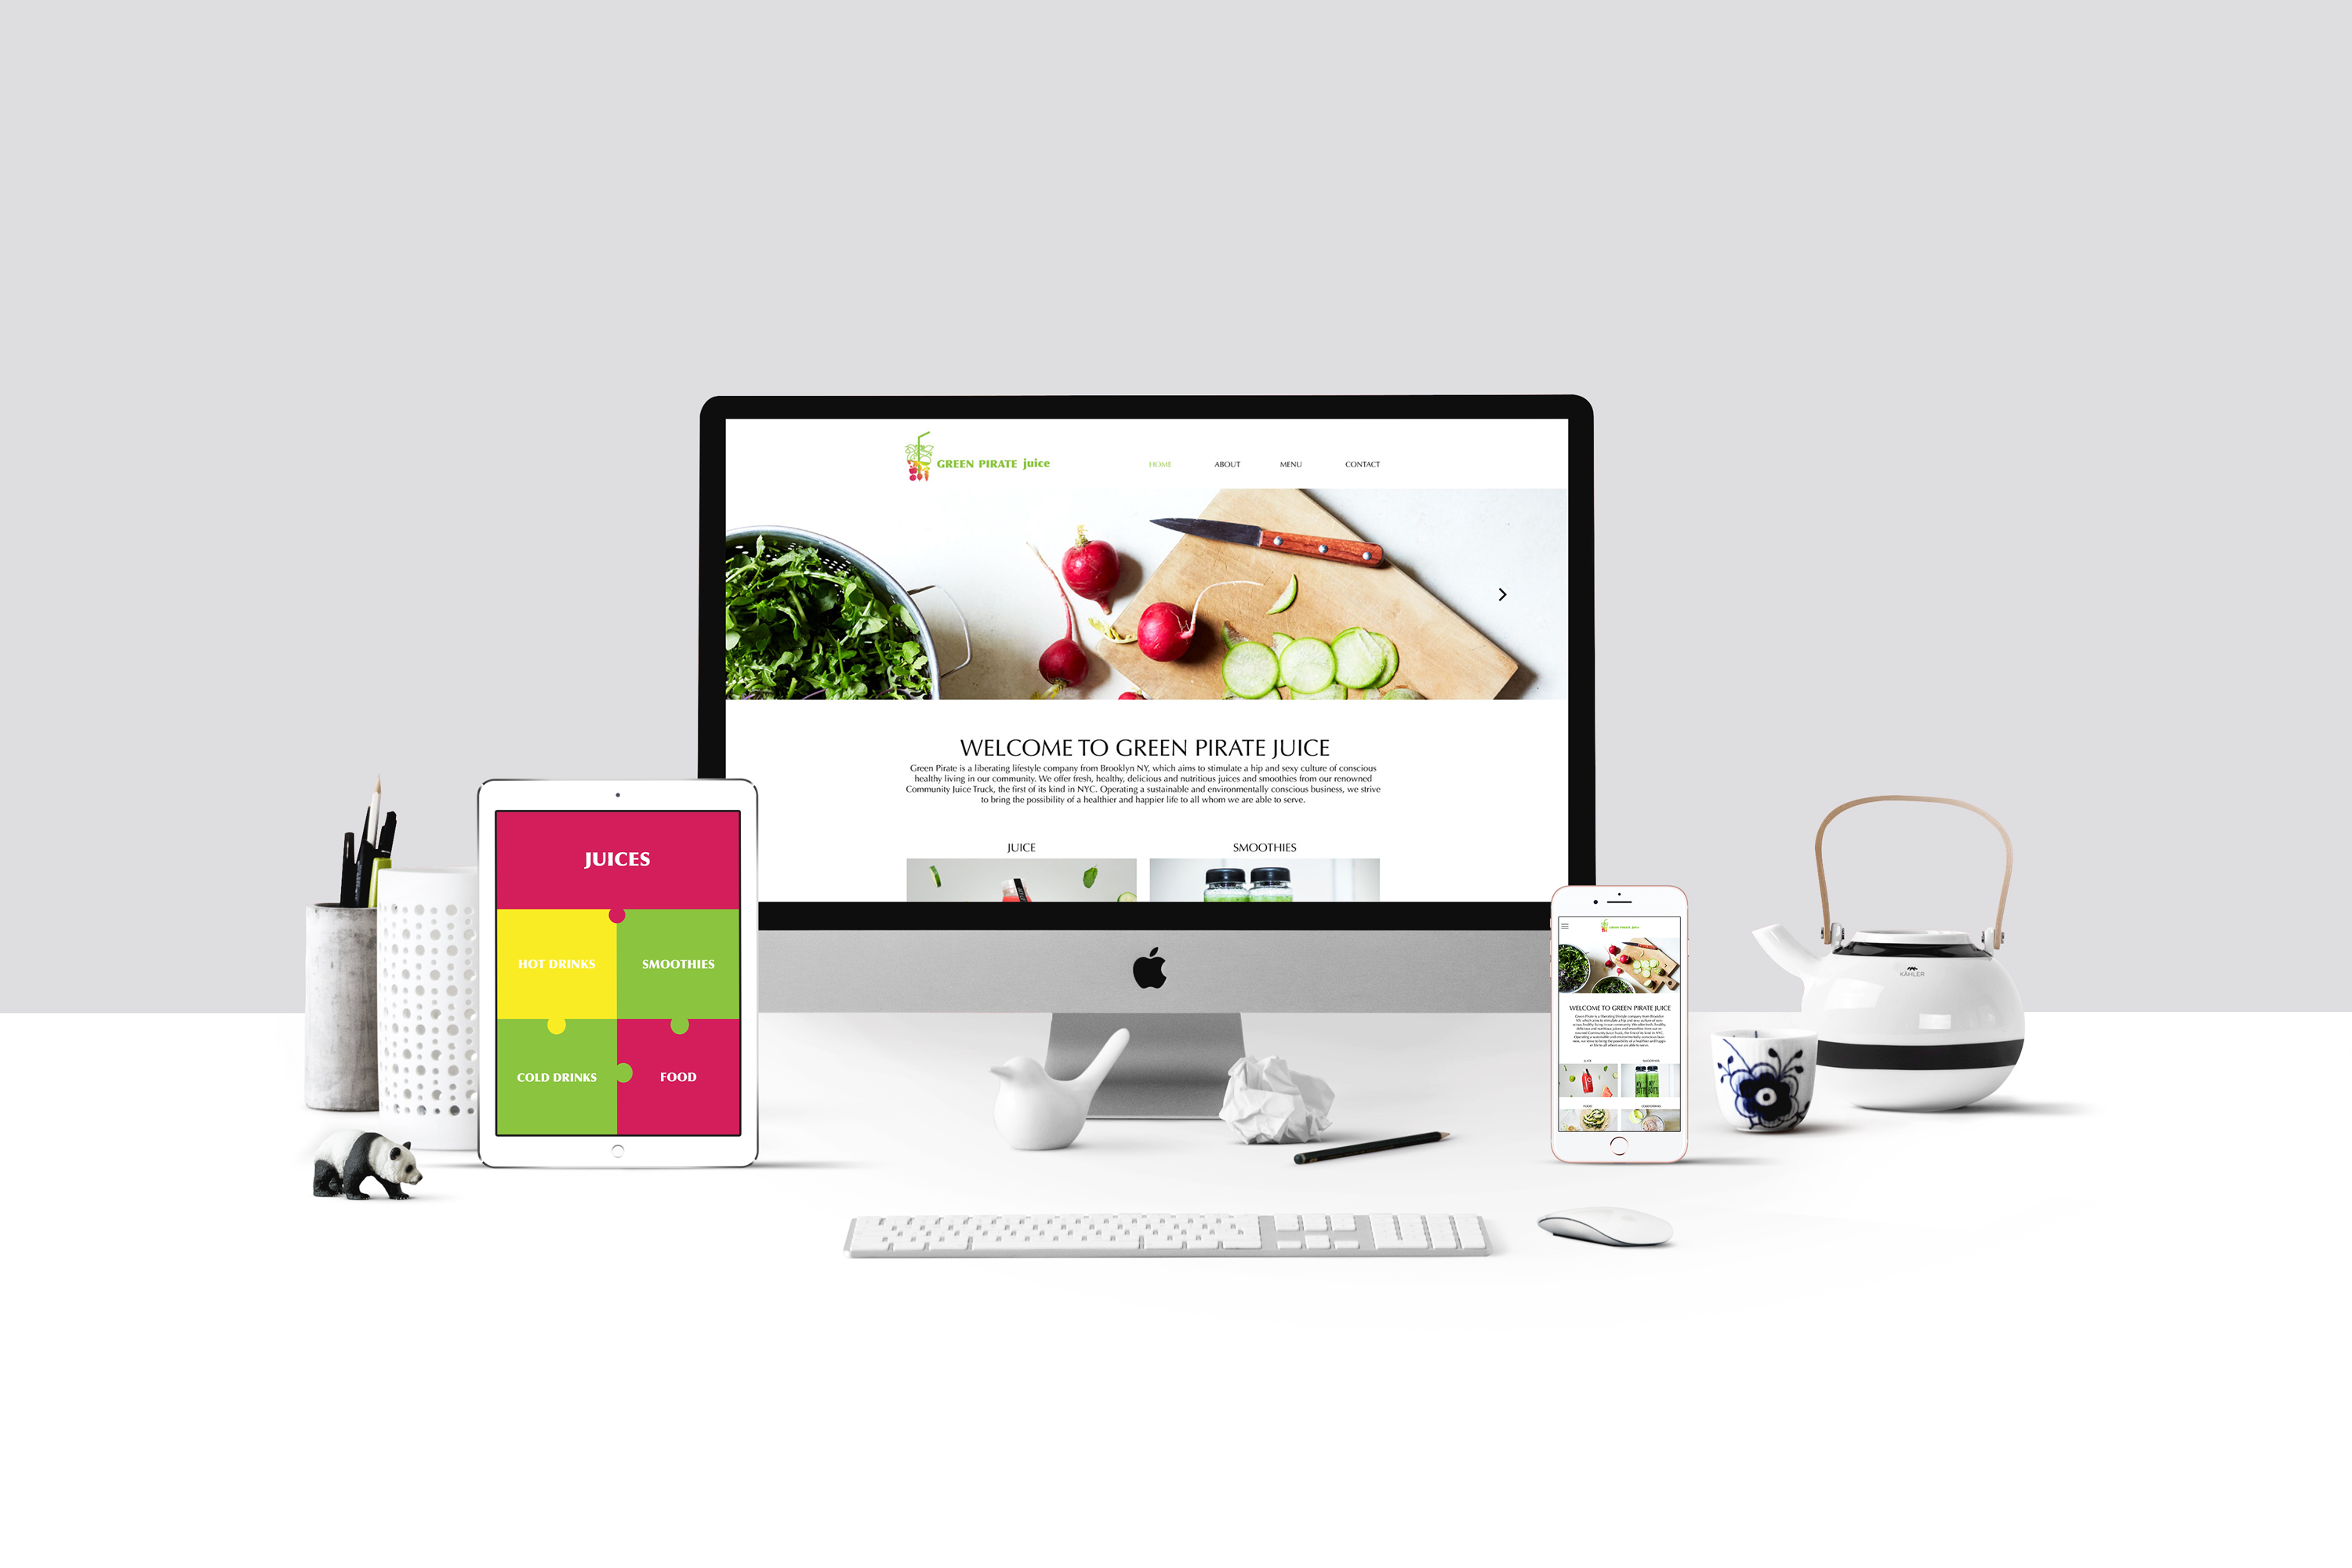 GREEN PIRATE juice
HOME ABOUT MENU CONTACT
WELCOME TO GREEN PIRATE JUICE
Green Pirate is a liberating lifestyle company from Brooklyn NY, which aims to stimulate a hip and sexy culture of conscious
healthy living in our community. We offer fresh, healthy, delicious and nutritious juices and smoothies from our renowned
Community Juice Truck, the first of its kind in NYC. Operating a sustainable and environmentally conscious business, we strive
to bring the possibility of a healthier and happier life to all whom we are able to serve.
JUICE SMOOTHIES
JUICES
HOT DRINKS SMOOTHIES
COLD DRINKS FOOD
GREEN PIRATE juice
WELCOME TO GREEN PIRATE JUICE
JUICE SMOOTHIES
KÄHLER